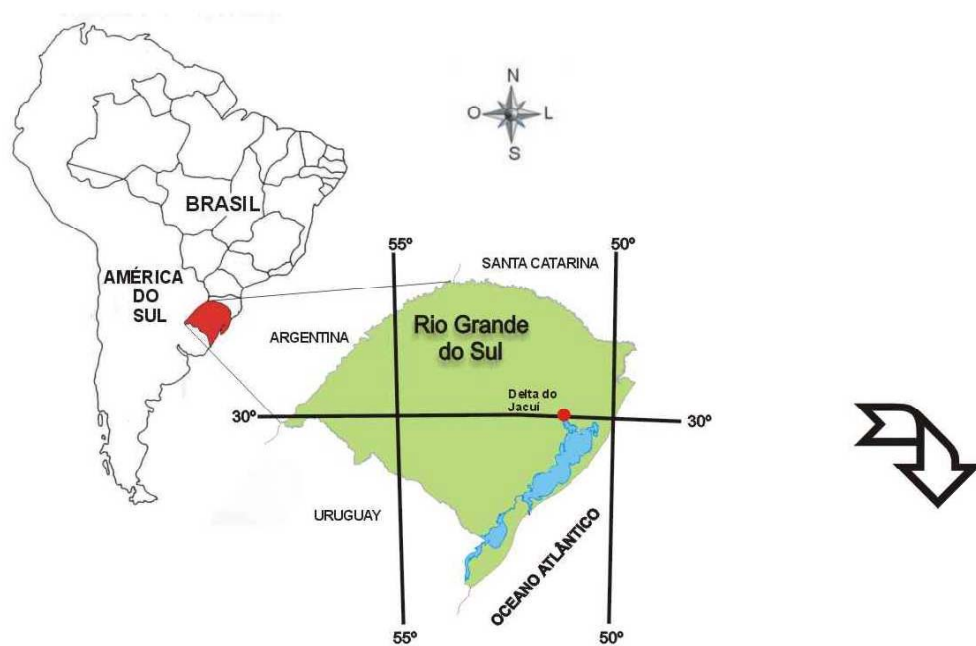 N
O
L
S
BRASIL
AMÉRICA
DO
SUL
55º
50º
SANTA CATARINA
ARGENTINA
Rio Grande
do Sul
Delta do
Jacuí
30º
30º
URUGUAY
OCEANO ATLÂNTICO
55º
50º